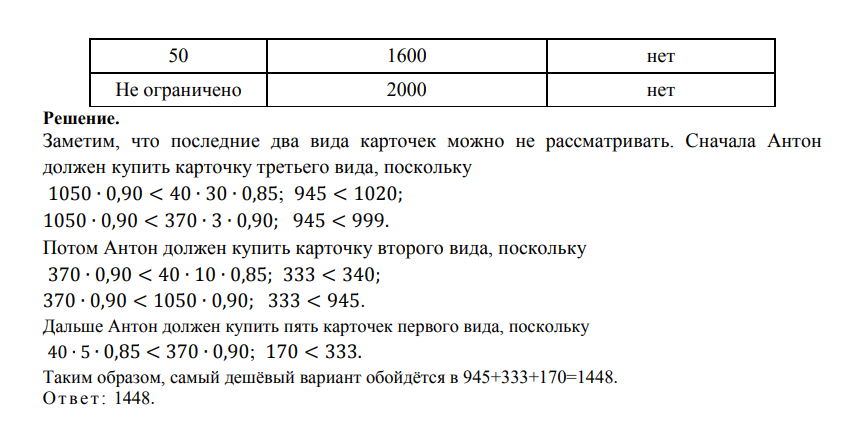 50 1600 нет
Не ограничено 2000 нет
Решение.
Заметим, что последние два вида карточек можно не рассматривать. Сначала Антон
должен купить карточку третьего вида, поскольку
1050 · 0,90 < 40 · 30 · 0,85; 945 < 1020;
1050 · 0,90 < 370 · 3 · 0,90; 945 < 999.
Потом Антон должен купить карточку второго вида, поскольку
370 · 0,90 < 40 · 10 · 0,85; 333 < 340;
370 · 0,90 < 1050 · 0,90; 333 < 945.
Дальше Антон должен купить пять карточек первого вида, поскольку
40 · 5 · 0,85 < 370 · 0,90; 170 < 333.
Таким образом, самый дешёвый вариант обойдётся в 945+333+170=1448.
Ответ: 1448.